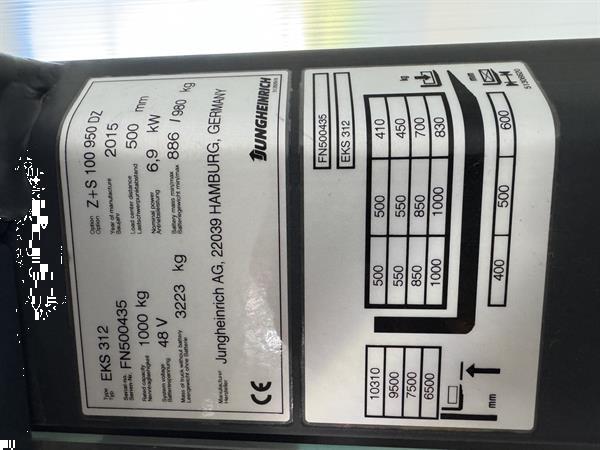 Type
Typ
EKS 312
Option
Option
Z+S 100 950 DZ
Serial no.
Serien-Nr.
FN500435
Year of manufacture
Baujahr
2015
Rated capacity
Nenntragfähigkeit
1000 kg
Load center distance
Lastschwerpunktabstand
500 mm
System voltage
Batteriespannung
48 V
Nominal power
Antriebsleistung
6,9 kW
Mass of truck without battery
Leergewicht ohne Batterie
3223 kg
Battery mass min/max
Batteriegewicht min/max
886 / 980 kg
Manufacturer
Hersteller
Jungheinrich AG, 22039 HAMBURG, GERMANY
CE
JUNGHEINRICH
FN500435
EKS 312
kg
10310 500 500 410
9500 550 550 450
7500 850 850 700
6500 1000 1000 830
mm
mm
400 500 600